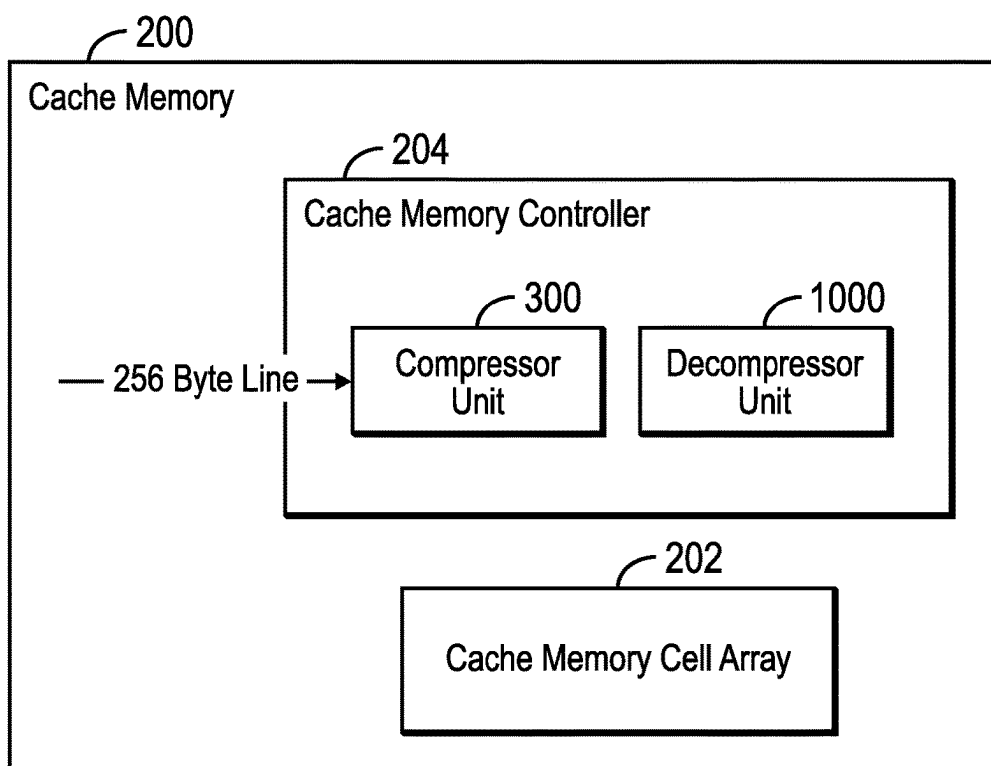 200
Cache Memory
204
Cache Memory Controller
300
1000
256 Byte Line
Compressor
Unit
Decompressor
Unit
202
Cache Memory Cell Array